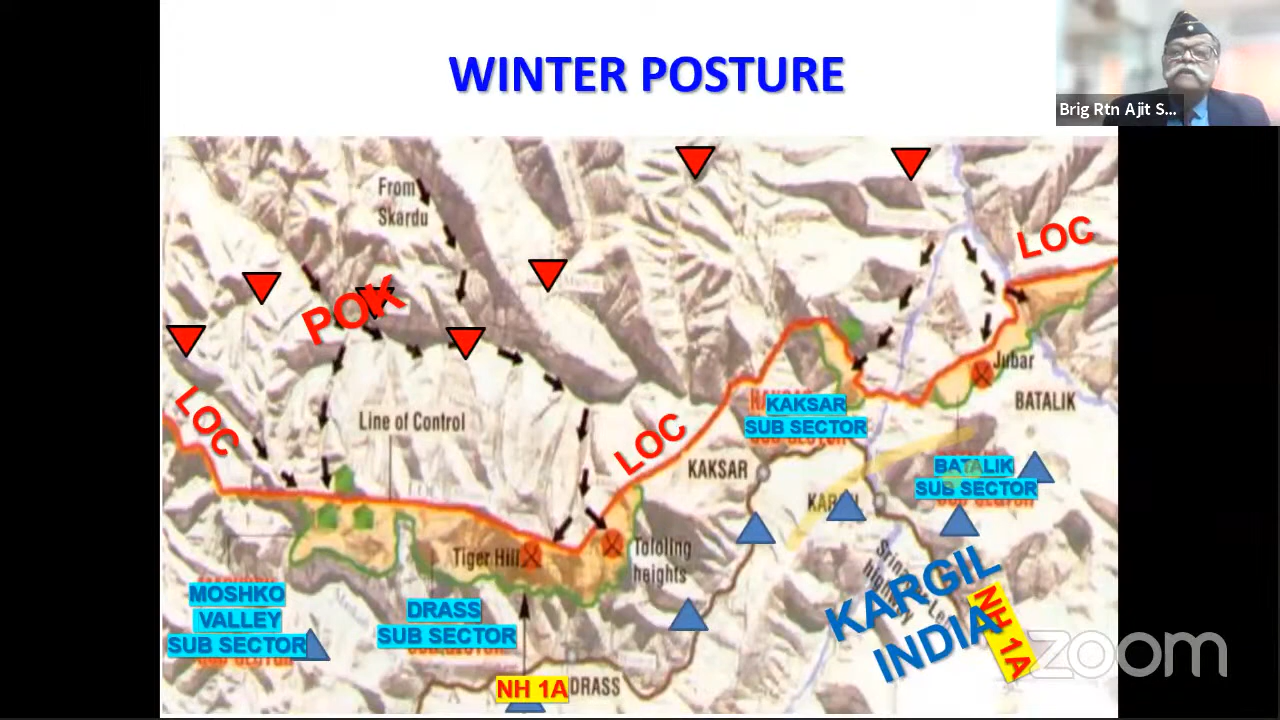 WINTER POSTURE
Brig Rtn Ajit S...
From
Skardu
LOC
POK
LOC
Line of Control
LOC
Jubar
BATALIK
KAKSAR
SUB SECTOR
KAKSAR
BATALIK
SUB SECTOR
Tiger Hill
Tololing
heights
MOSHKO
VALLEY
SUB SECTOR
DRASS
SUB SECTOR
KARGIL
INDIA
NH 1A
NH 1A
DRASS
zoom